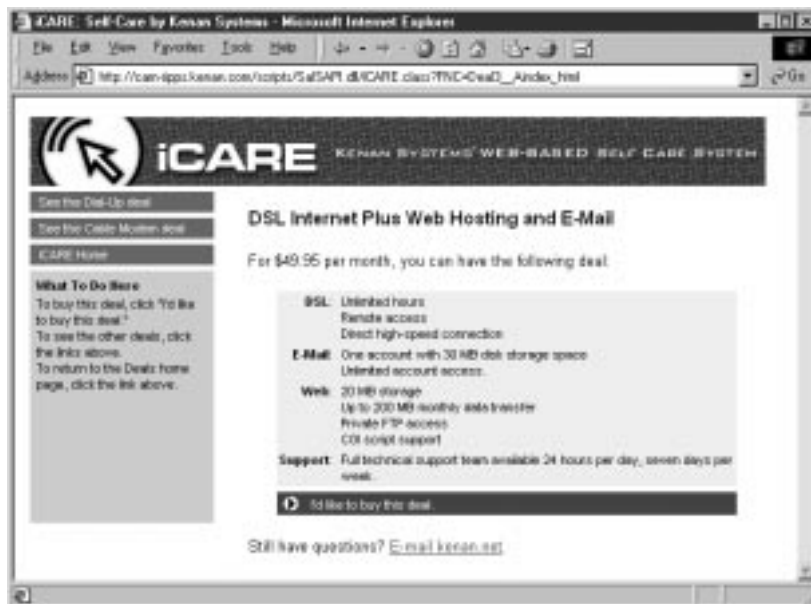 iCARE: Self-Care by Kenan Systems - Microsoft Internet Explorer
File Edit View Favorites Tools Help
Address http://cam-ipps.kenan.com/scripts/
Go
iCARE KENAN SYSTEMS' WEB-BASED SELF CARE SYSTEM
See the Dial-Up deal
See the Cable Modem deal
iCARE Home
What To Do Here
To buy this deal, click "I'd like
to buy this deal."
To see the other deals, click
the links above.
To return to the Deals home
page, click the link above.
DSL Internet Plus Web Hosting and E-Mail
For $49.95 per month, you can have the following deal:
DSL: Unlimited hours
Remote access
Direct high-speed connection
E-Mail: One account with 30 MB disk storage space
Unlimited account access.
Web: 20 MB storage
Up to 200 MB monthly data transfer
Private FTP access
CGI script support
Support: Full technical support team available 24 hours per day, seven days per
week.
I'd like to buy this deal.
Still have questions? E-mail kenan.net